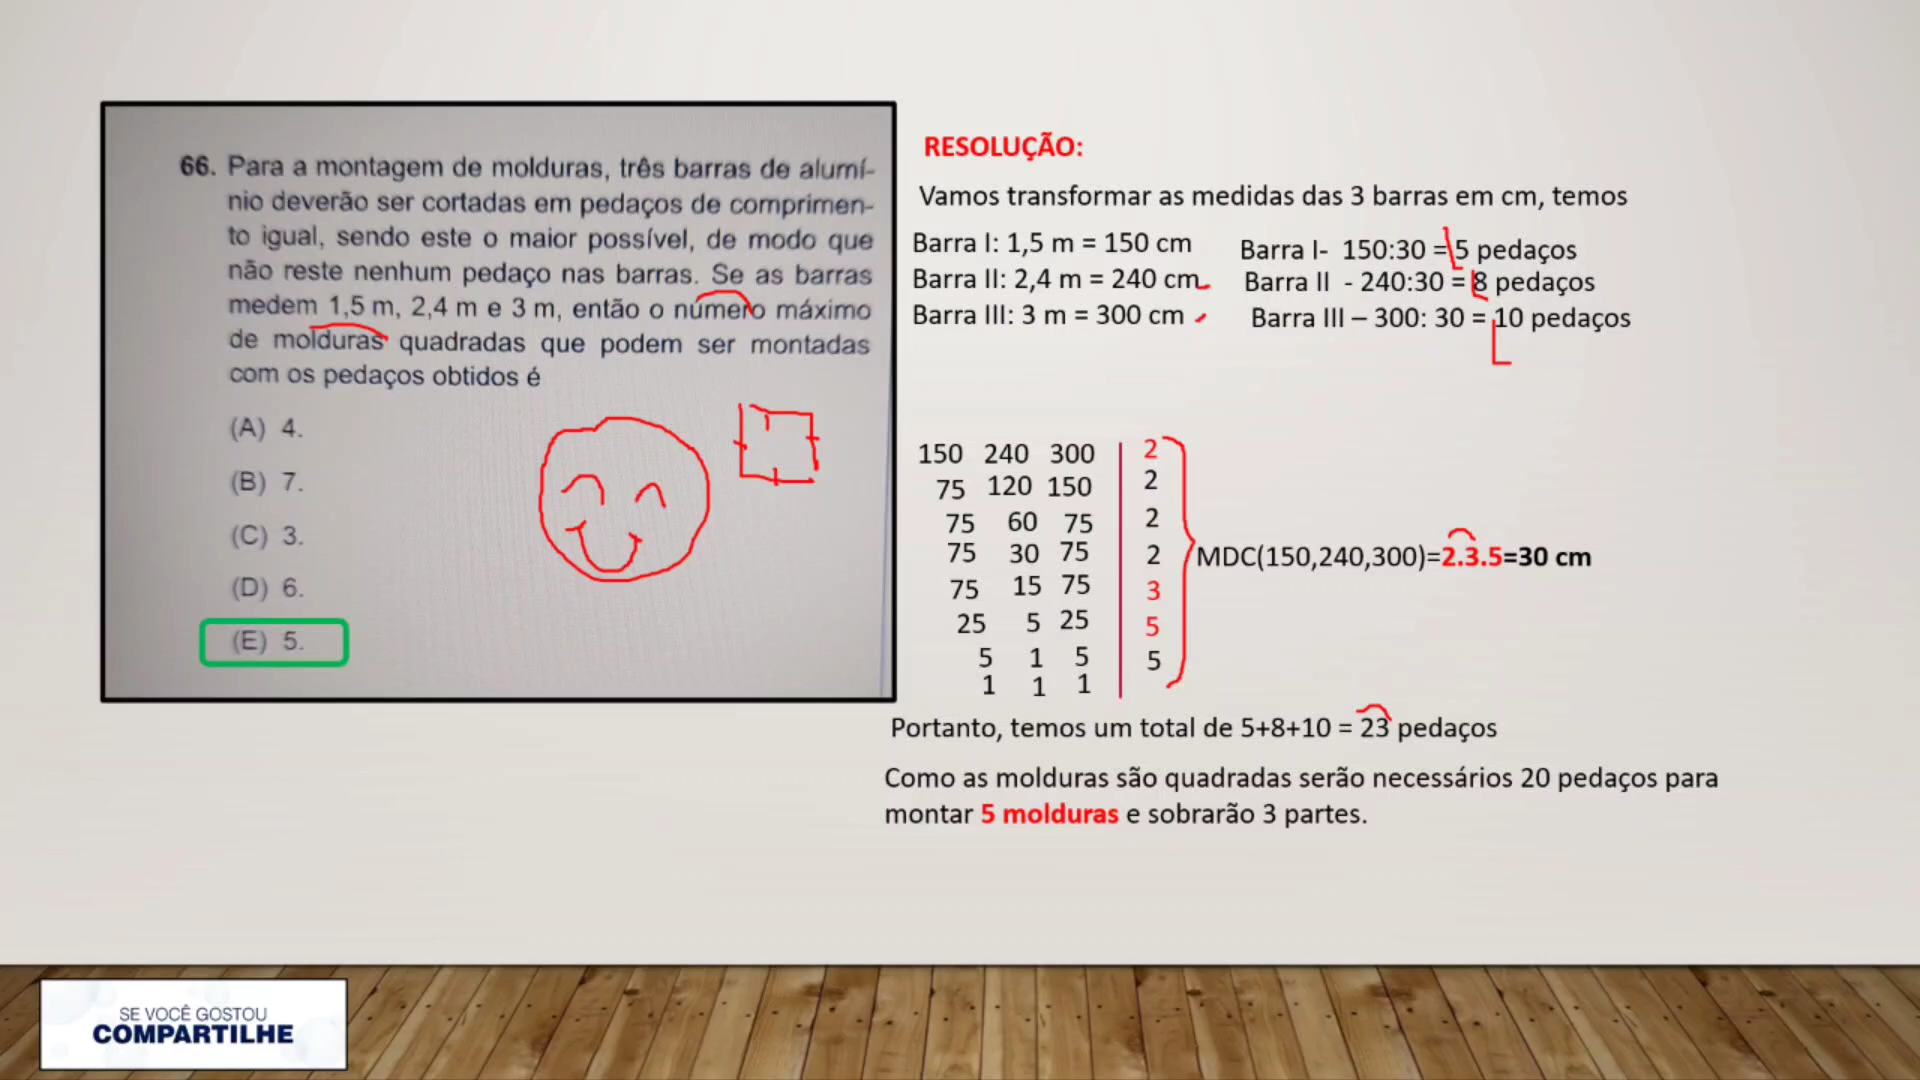 66. Para a montagem de molduras, três barras de alumí-
nio deverão ser cortadas em pedaços de comprimen-
to igual, sendo este o maior possível, de modo que
não reste nenhum pedaço nas barras. Se as barras
medem 1,5 m, 2,4 m e 3 m, então o número máximo
de molduras quadradas que podem ser montadas
com os pedaços obtidos é
(A) 4.
(B) 7.
(C) 3.
(D) 6.
(E) 5.
RESOLUÇÃO:
Vamos transformar as medidas das 3 barras em cm, temos
Barra I: 1,5 m = 150 cm
Barra II: 2,4 m = 240 cm
Barra III: 3 m = 300 cm
Barra I- 150:30 = 5 pedaços
Barra II - 240:30 = 8 pedaços
Barra III – 300: 30 = 10 pedaços
150 240 300 2
75 120 150 2
75 60 75 2
75 30 75 2
75 15 75 3
25 5 25 5
5 1 5 5
1 1 1
MDC(150,240,300)=2.3.5=30 cm
Portanto, temos um total de 5+8+10 = 23 pedaços
Como as molduras são quadradas serão necessários 20 pedaços para
montar 5 molduras e sobrarão 3 partes.
SE VOCÊ GOSTOU
COMPARTILHE